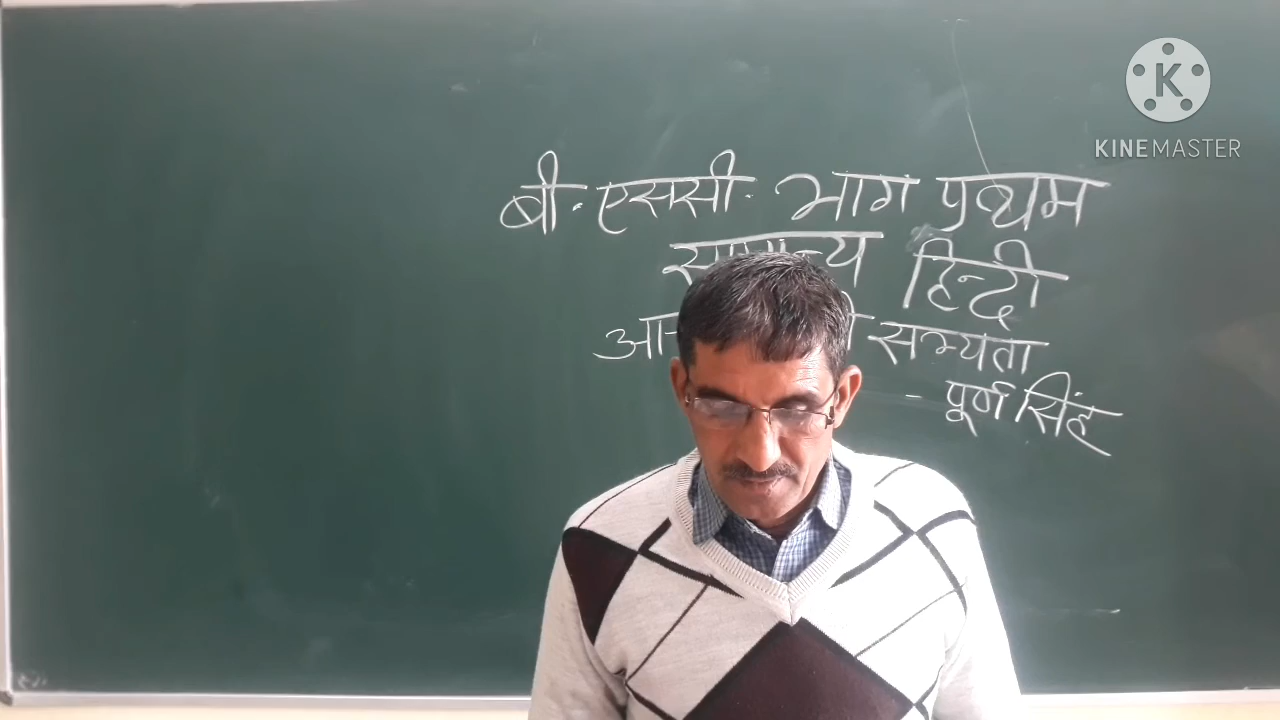 बी. एससी. भाग प्रथम
सामान्य हिन्दी
सभ्यता
- पूर्ण सिंह
K
KINEMASTER